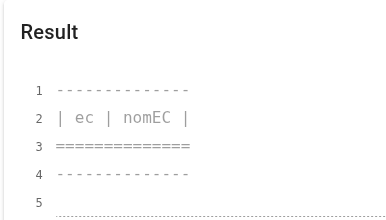 Result
1 --------------
2 | ec | nomEC |
3 ==============
4 --------------
5